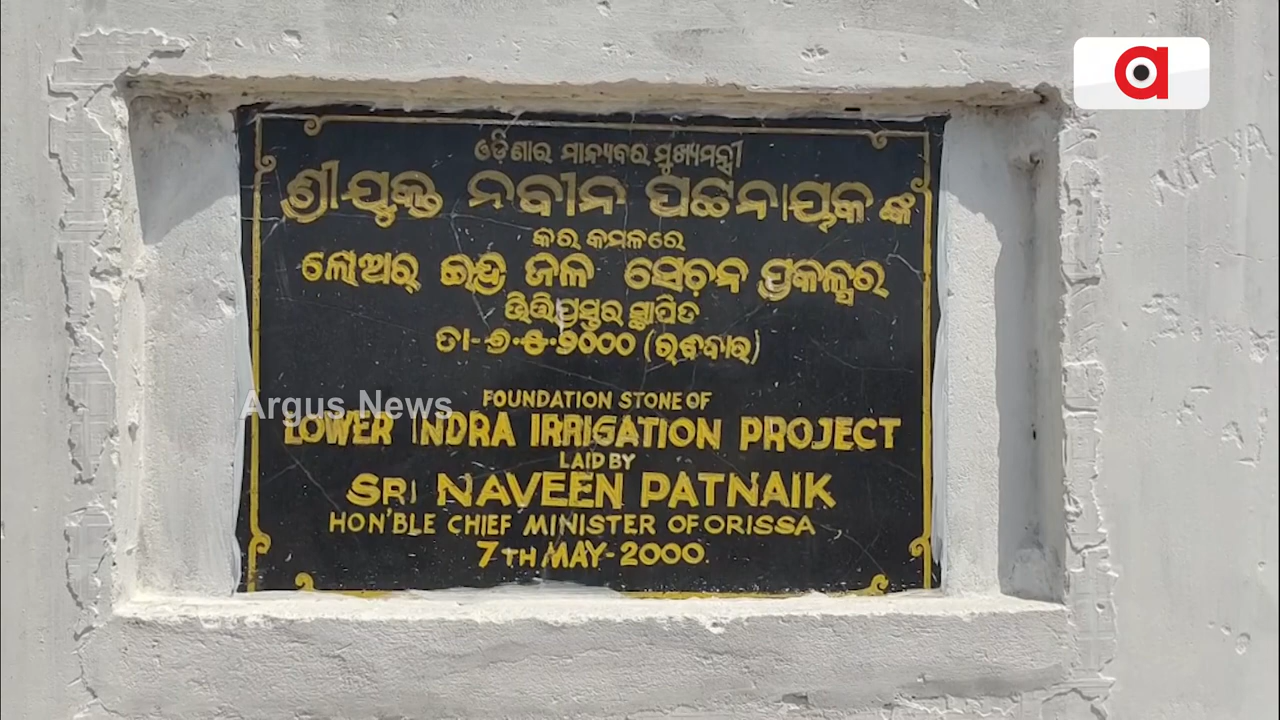 ଓଡ଼ିଶାର ମାନ୍ୟବର ମୁଖ୍ୟମନ୍ତ୍ରୀ
ଶ୍ରୀଯୁକ୍ତ ନବୀନ ପଟ୍ଟନାୟକ ଙ୍କ
କର କମଳରେ
ଲୋଅର୍ ଇନ୍ଦ୍ର ଜଳ ସେଚନ ପ୍ରକଳ୍ପର
ଭିତ୍ତିପ୍ରସ୍ତର ସ୍ଥାପିତ
ତା-୭·୫·୨୦୦୦ (ରବିବାର)
FOUNDATION STONE OF
LOWER INDRA IRRIGATION PROJECT
LAID BY
SRI NAVEEN PATNAIK
HON'BLE CHIEF MINISTER OF ORISSA
7TH MAY-2000.
Argus News
a
NITYA